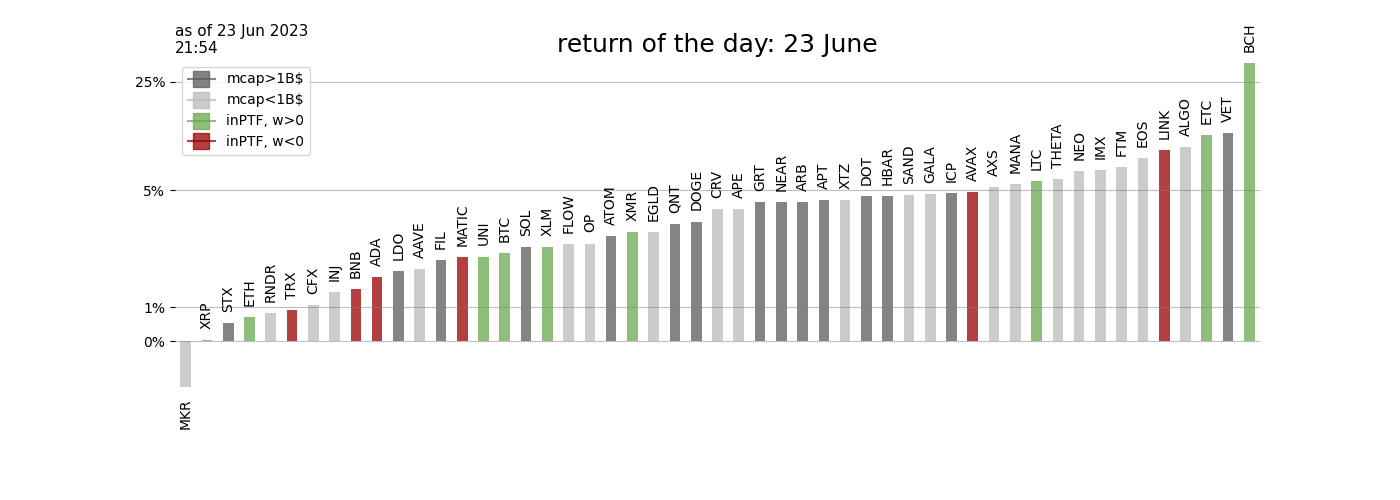 as of 23 Jun 2023
21:54
return of the day: 23 June
mcap>1B$
mcap<1B$
inPTF, w>0
inPTF, w<0
25%
5%
1%
0%
MKR
XRP
STX
ETH
RNDR
TRX
CFX
INJ
BNB
ADA
LDO
AAVE
FIL
MATIC
UNI
BTC
SOL
XLM
FLOW
OP
ATOM
XMR
EGLD
QNT
DOGE
CRV
APE
GRT
NEAR
ARB
APT
XTZ
DOT
HBAR
SAND
GALA
ICP
AVAX
AXS
MANA
LTC
THETA
NEO
IMX
FTM
EOS
LINK
ALGO
ETC
VET
BCH